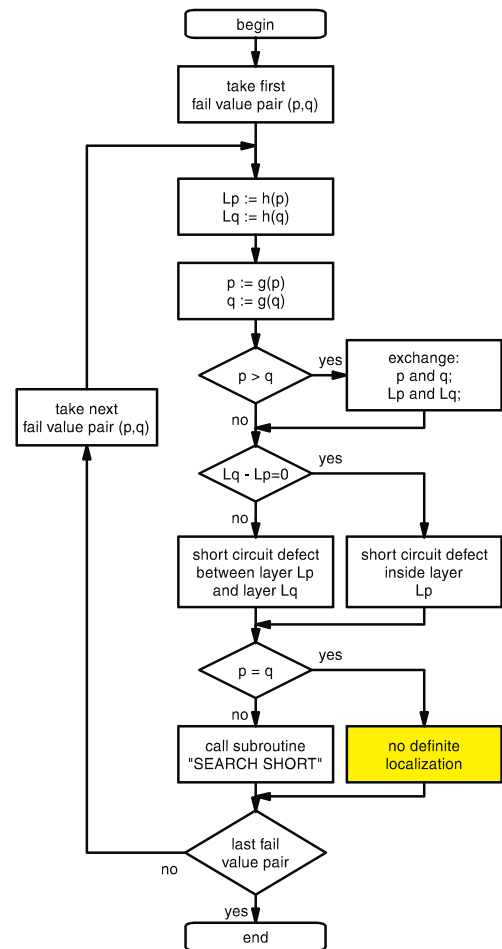 begin
take first
fail value pair (p,q)
Lp := h(p)
Lq := h(q)
p := g(p)
q := g(q)
p > q
yes
exchange:
p and q;
Lp and Lq;
no
take next
fail value pair (p,q)
Lq - Lp=0
yes
no
short circuit defect
between layer Lp
and layer Lq
short circuit defect
inside layer
Lp
p = q
yes
no
call subroutine
"SEARCH SHORT"
no definite
localization
last fail
value pair
no
yes
end